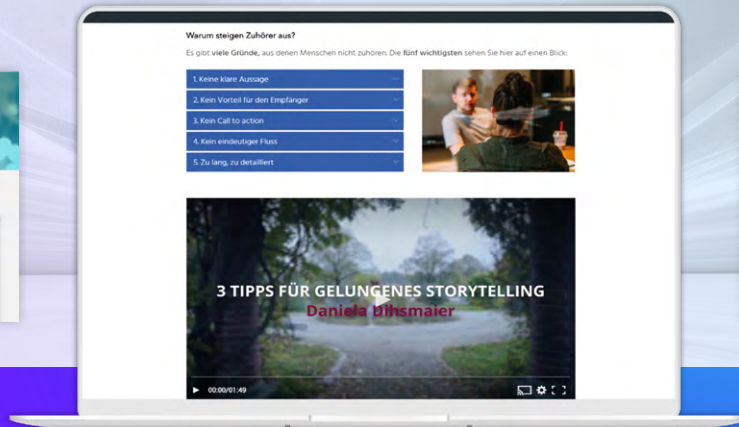 Warum steigen Zuhörer aus?
Es gibt viele Gründe, aus denen Menschen nicht zuhören. Die fünf wichtigsten sehen Sie hier auf einen Blick:
1. Keine klare Aussage
2. Kein Vorteil für den Empfänger
3. Kein Call to action
4. Kein eindeutiger Fluss
5. Zu lang, zu detailliert
3 TIPPS FÜR GELUNGENES STORYTELLING
Daniela Dihsmaier
00:00/01:49